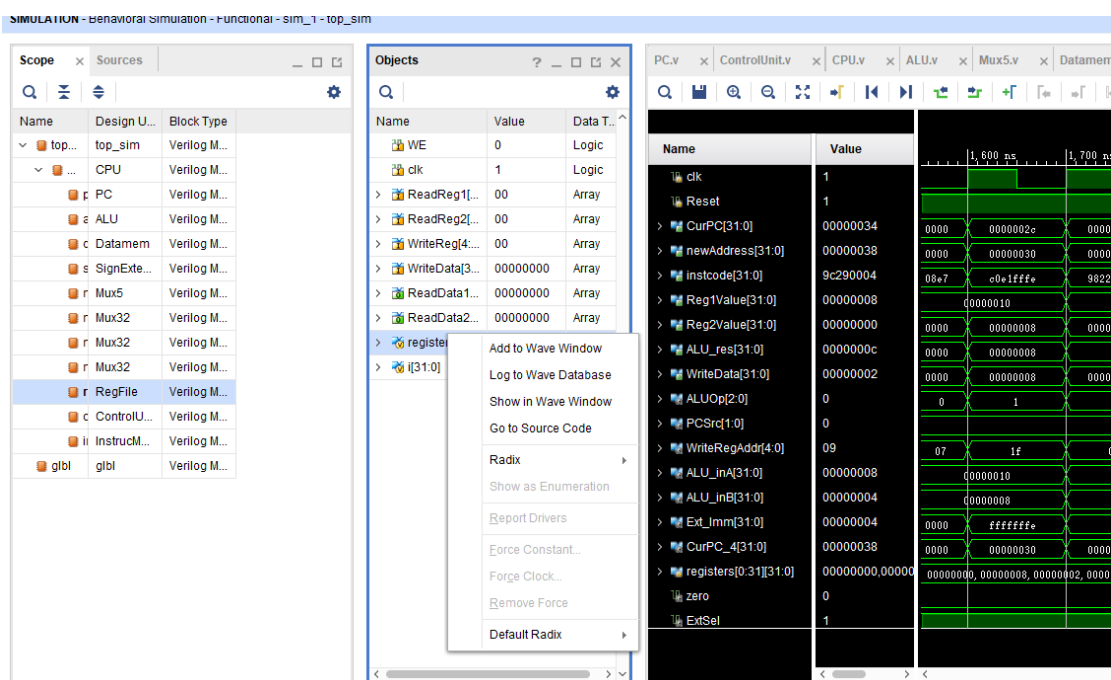 SIMULATION - Behavioral Simulation - Functional - sim_1 - top_sim
Scope Sources
Name Design U... Block Type
top... top_sim Verilog M...
... CPU Verilog M...
PC Verilog M...
ALU Verilog M...
Datamem Verilog M...
SignExte... Verilog M...
Mux5 Verilog M...
Mux32 Verilog M...
Mux32 Verilog M...
Mux32 Verilog M...
RegFile Verilog M...
ControlU... Verilog M...
InstrucM... Verilog M...
glbl glbl Verilog M...
Objects ?
Name Value Data T..
WE 0 Logic
clk 1 Logic
ReadReg1[... 00 Array
ReadReg2[... 00 Array
WriteReg[4:... 00 Array
WriteData[3... 00000000 Array
ReadData1... 00000000 Array
ReadData2... 00000000 Array
register
i[31:0]
Add to Wave Window
Log to Wave Database
Show in Wave Window
Go to Source Code
Radix
Show as Enumeration
Report Drivers
Force Constant...
Force Clock...
Remove Force
Default Radix
PC.v ControlUnit.v CPU.v ALU.v Mux5.v Datamem
Name Value
1,600 ns 1,700 ns
clk 1
Reset 1
CurPC[31:0] 00000034 0000 0000002c 0000
newAddress[31:0] 00000038 0000 00000030 0000
instcode[31:0] 9c290004 08e7 c0e1fffe 9822
Reg1Value[31:0] 00000008 00000010
Reg2Value[31:0] 00000000 0000 00000008 0000
ALU_res[31:0] 0000000c 0000 00000008 0000
WriteData[31:0] 00000002 0000 00000008 0000
ALUOp[2:0] 0 0 1
PCSrc[1:0] 0
WriteRegAddr[4:0] 09 07 1f
ALU_inA[31:0] 00000008 00000010
ALU_inB[31:0] 00000004 00000008
Ext_Imm[31:0] 00000004 0000 fffffffe
CurPC_4[31:0] 00000038 0000 00000030 0000
registers[0:31][31:0] 00000000,00000 00000000, 00000008, 00000002, 0000
zero 0
ExtSel 1